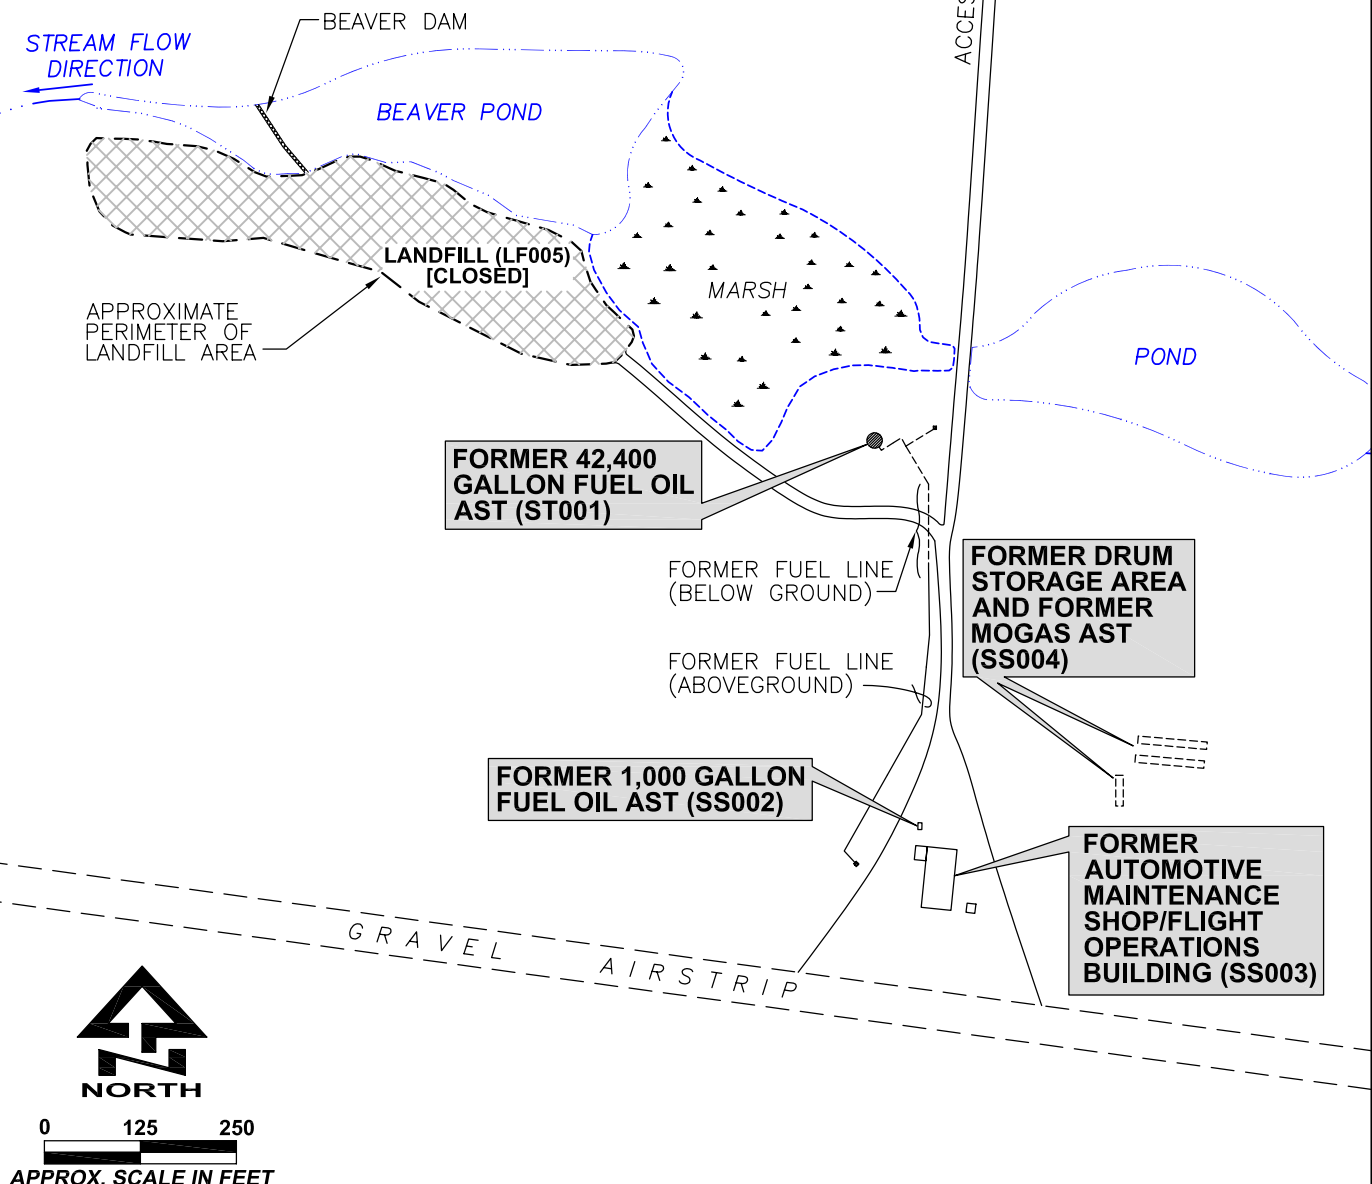 BEAVER DAM
STREAM FLOW
DIRECTION
BEAVER POND
LANDFILL (LF005)
[CLOSED]
MARSH
APPROXIMATE
PERIMETER OF
LANDFILL AREA
POND
FORMER 42,400
GALLON FUEL OIL
AST (ST001)
FORMER FUEL LINE
(BELOW GROUND)
FORMER DRUM
STORAGE AREA
AND FORMER
MOGAS AST
(SS004)
FORMER FUEL LINE
(ABOVEGROUND)
FORMER 1,000 GALLON
FUEL OIL AST (SS002)
FORMER
AUTOMOTIVE
MAINTENANCE
SHOP/FLIGHT
OPERATIONS
BUILDING (SS003)
GRAVEL AIRSTRIP
NORTH
0 125 250
APPROX. SCALE IN FEET